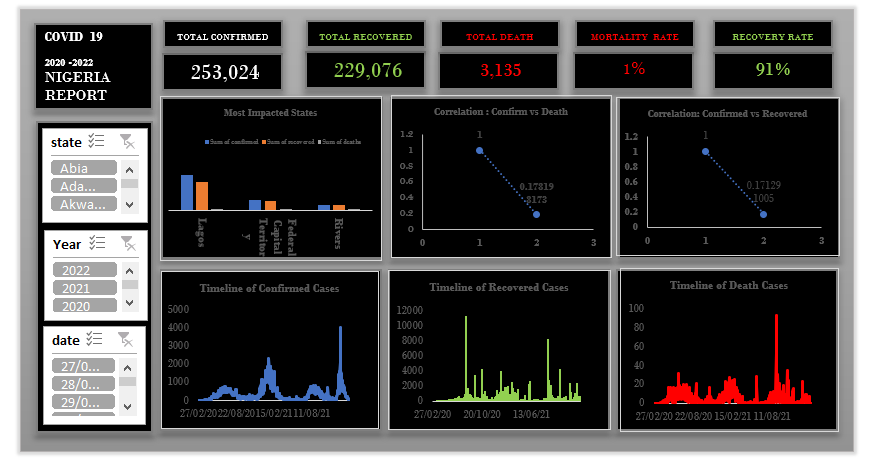 COVID 19
2020 -2022
NIGERIA
REPORT
TOTAL CONFIRMED
253,024
TOTAL RECOVERED
229,076
TOTAL DEATH
3,135
MORTALITY RATE
1%
RECOVERY RATE
91%
state
Abia
Ada...
Akwa...
Year
2022
2021
2020
date
27/0...
28/0...
29/0...
Most Impacted States
Sum of confirmed Sum of recovered Sum of deaths
Lagos
Federal
Capital
Territor
y
Rivers
Correlation : Confirm vs Death
1.2
1
0.8
0.6
0.4
0.2
0
0 1 2 3
1
0.17819
8173
Correlation: Confirmed vs Recovered
1.2
1
0.8
0.6
0.4
0.2
0
0 1 2 3
1
0.17129
1005
Timeline of Confirmed Cases
5000
4000
3000
2000
1000
0
27/02/20 22/08/20 15/02/21 11/08/21
Timeline of Recovered Cases
12000
10000
8000
6000
4000
2000
0
27/02/20 20/10/20 13/06/21
Timeline of Death Cases
100
80
60
40
20
0
27/02/20 22/08/20 15/02/21 11/08/21